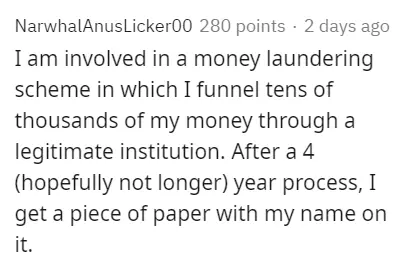 NarwhalAnusLicker00 280 points · 2 days ago
I am involved in a money laundering
scheme in which I funnel tens of
thousands of my money through a
legitimate institution. After a 4
(hopefully not longer) year process, I
get a piece of paper with my name on
it.